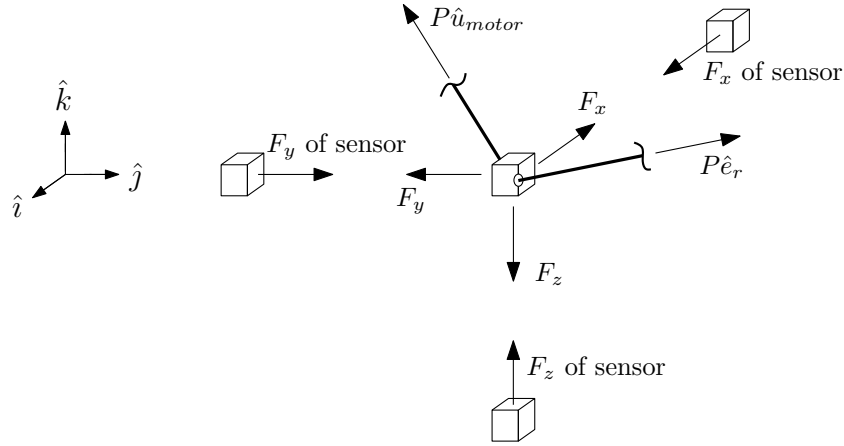 Pû_motor
F_x of sensor
k̂
F_y of sensor
F_x
ĵ
Pê_r
î
F_y
F_z
F_z of sensor